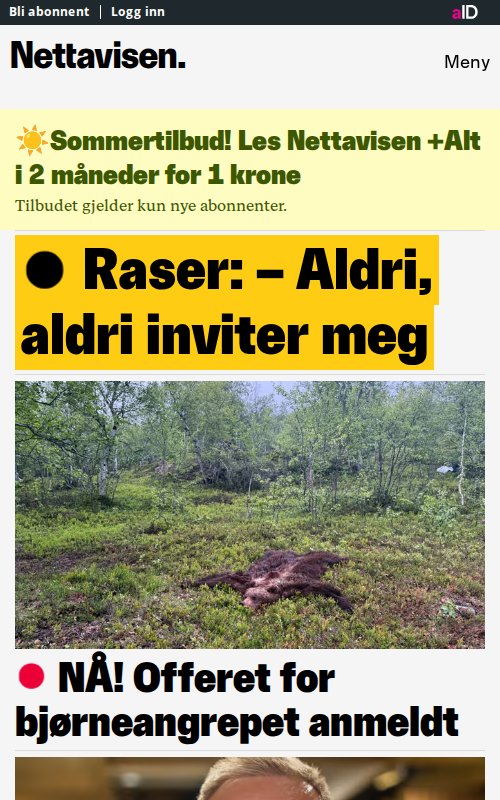 Bli abonnent | Logg inn
aID
Nettavisen.
Meny
☀️Sommertilbud! Les Nettavisen +Alt
i 2 måneder for 1 krone
Tilbudet gjelder kun nye abonnenter.
Raser: – Aldri,
aldri inviter meg
NÅ! Offeret for
bjørneangrepet anmeldt